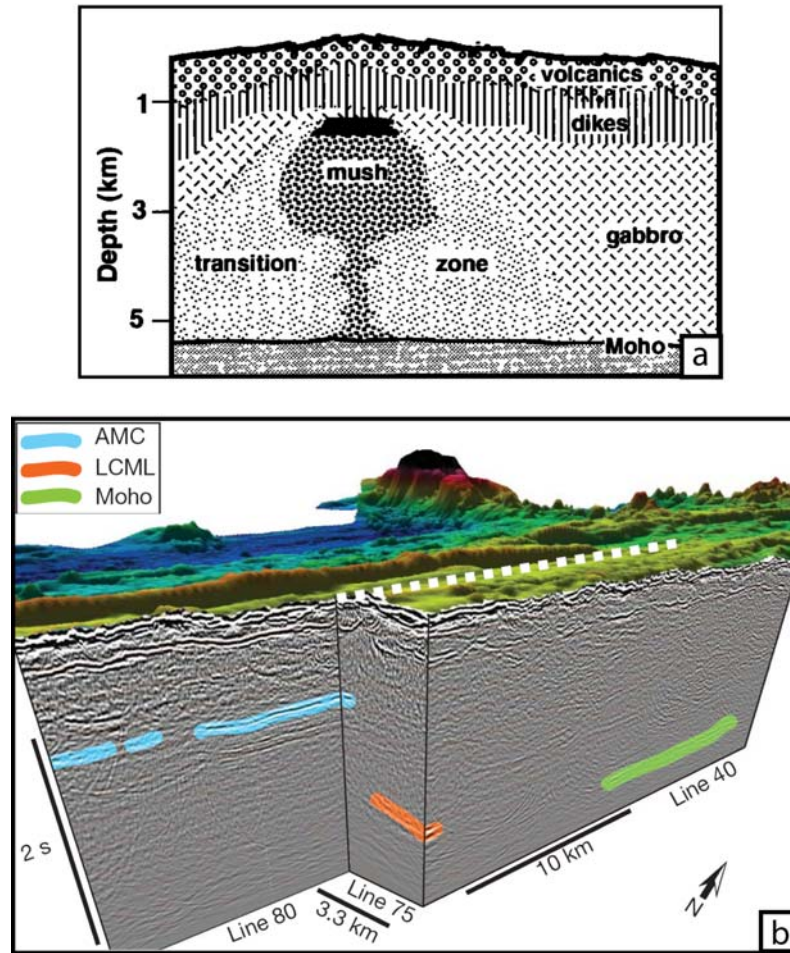 volcanics
1
dikes
mush
Depth (km)
3
gabbro
transition zone
5
Moho
a
AMC
LCML
Moho
2 s
Line 80
3.3 km
Line 75
10 km
Line 40
N
b